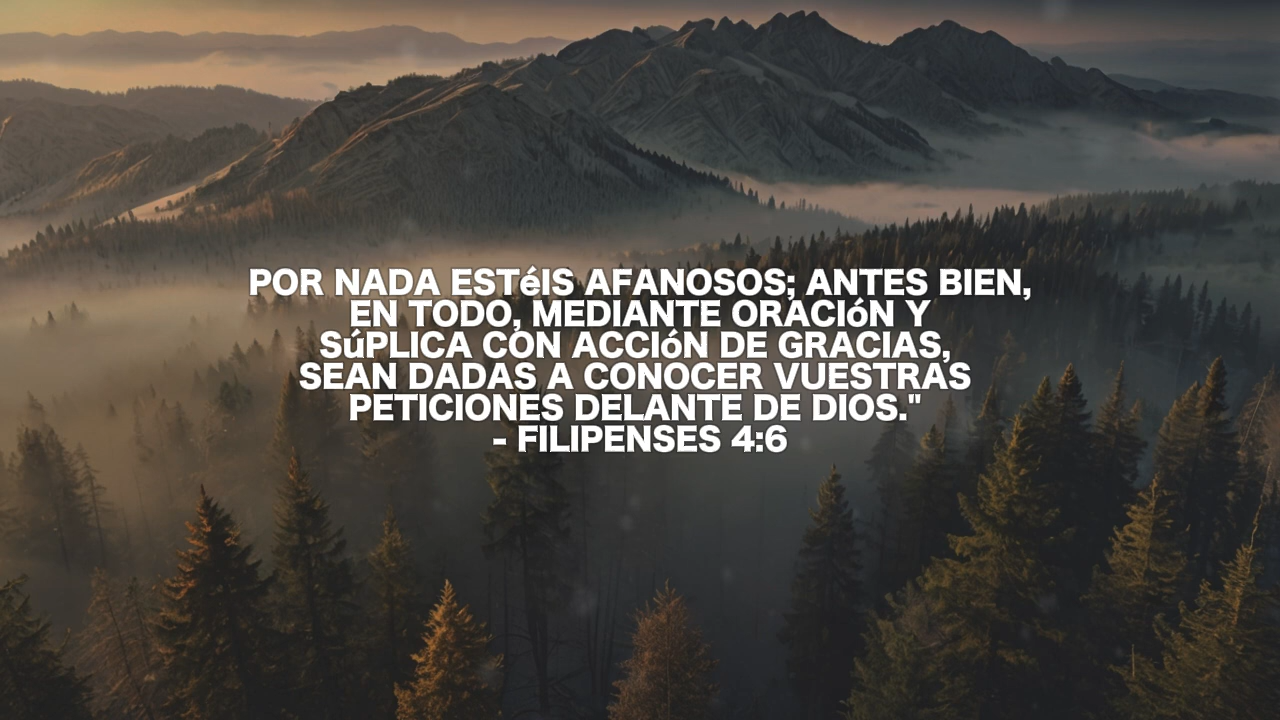 POR NADA ESTéIS AFANOSOS; ANTES BIEN,
EN TODO, MEDIANTE ORACIóN Y
SúPLICA CON ACCIóN DE GRACIAS,
SEAN DADAS A CONOCER VUESTRAS
PETICIONES DELANTE DE DIOS."
- FILIPENSES 4:6